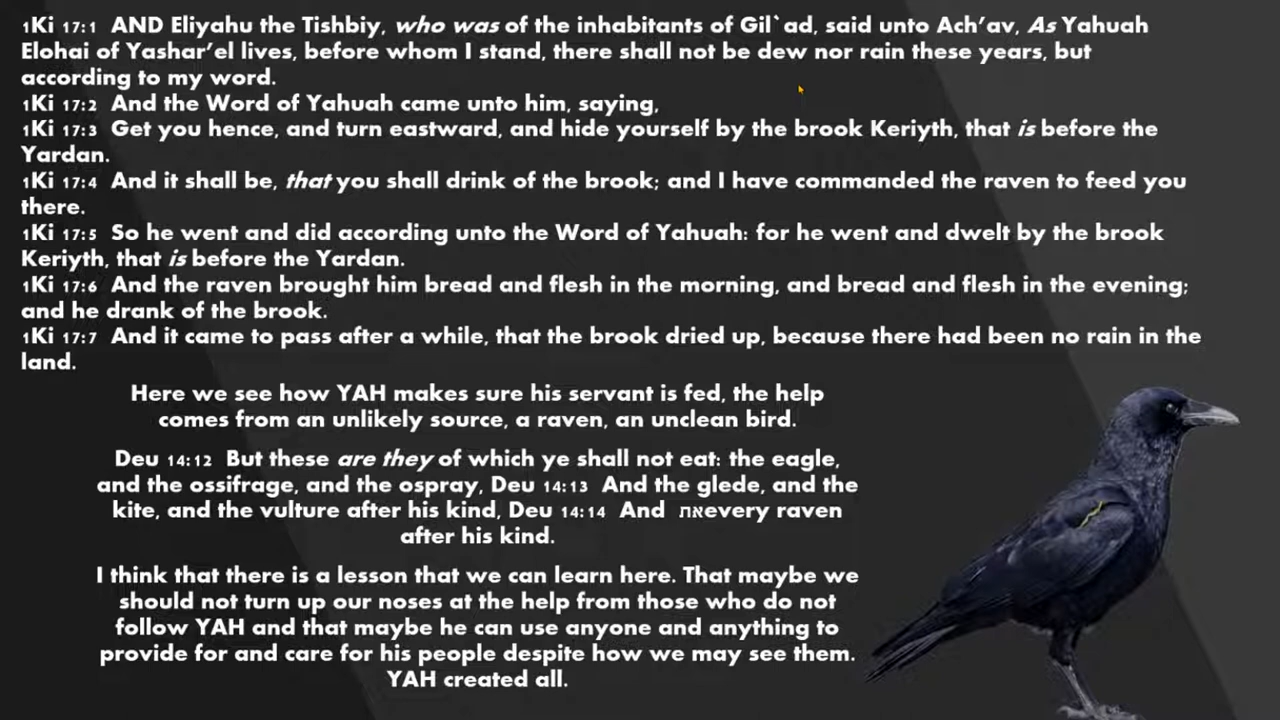 1Ki 17:1 AND Eliyahu the Tishbiy, who was of the inhabitants of Gil`ad, said unto Ach'av, As Yahuah
Elohai of Yashar'el lives, before whom I stand, there shall not be dew nor rain these years, but
according to my word.
1Ki 17:2 And the Word of Yahuah came unto him, saying,
1Ki 17:3 Get you hence, and turn eastward, and hide yourself by the brook Keriyth, that is before the
Yardan.
1Ki 17:4 And it shall be, that you shall drink of the brook; and I have commanded the raven to feed you
there.
1Ki 17:5 So he went and did according unto the Word of Yahuah: for he went and dwelt by the brook
Keriyth, that is before the Yardan.
1Ki 17:6 And the raven brought him bread and flesh in the morning, and bread and flesh in the evening;
and he drank of the brook.
1Ki 17:7 And it came to pass after a while, that the brook dried up, because there had been no rain in the
land.
Here we see how YAH makes sure his servant is fed, the help
comes from an unlikely source, a raven, an unclean bird.
Deu 14:12 But these are they of which ye shall not eat: the eagle,
and the ossifrage, and the ospray, Deu 14:13 And the glede, and the
kite, and the vulture after his kind, Deu 14:14 And את every raven
after his kind.
I think that there is a lesson that we can learn here. That maybe we
should not turn up our noses at the help from those who do not
follow YAH and that maybe he can use anyone and anything to
provide for and care for his people despite how we may see them.
YAH created all.